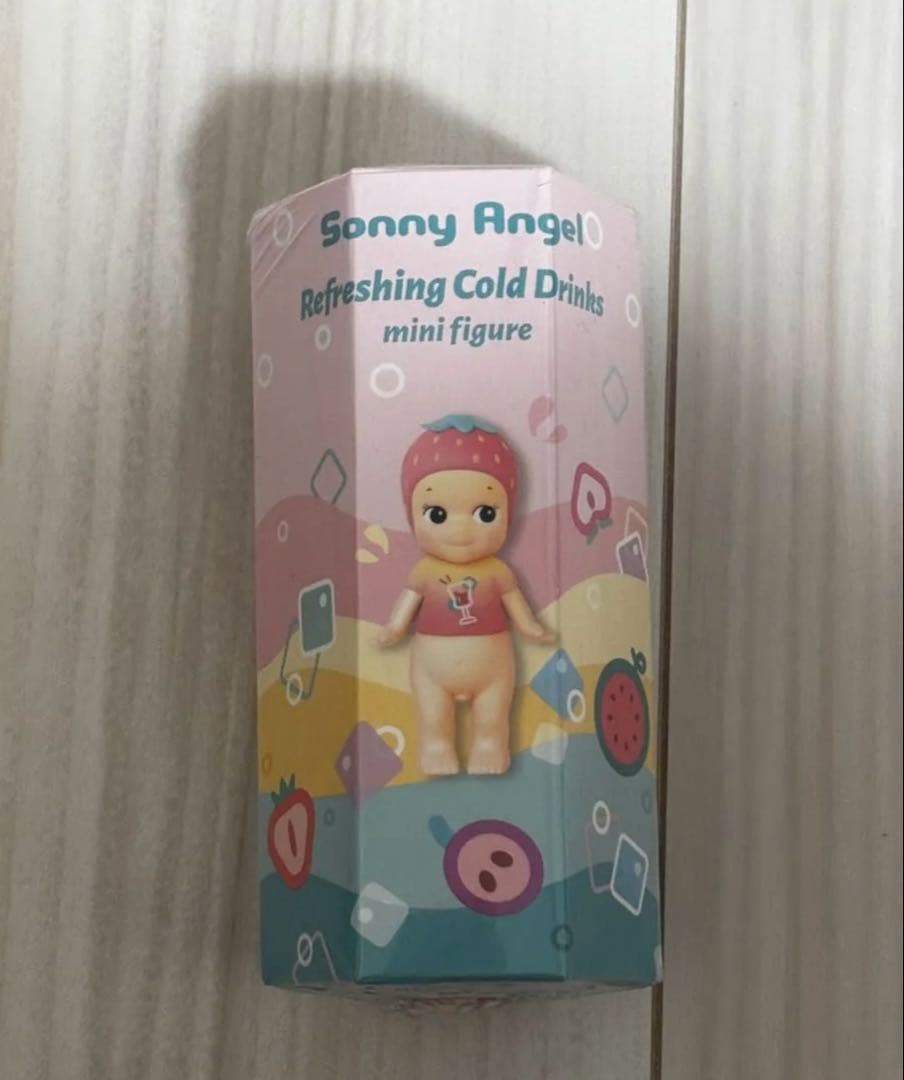 Sonny Angel
Refreshing Cold Drinks
mini figure